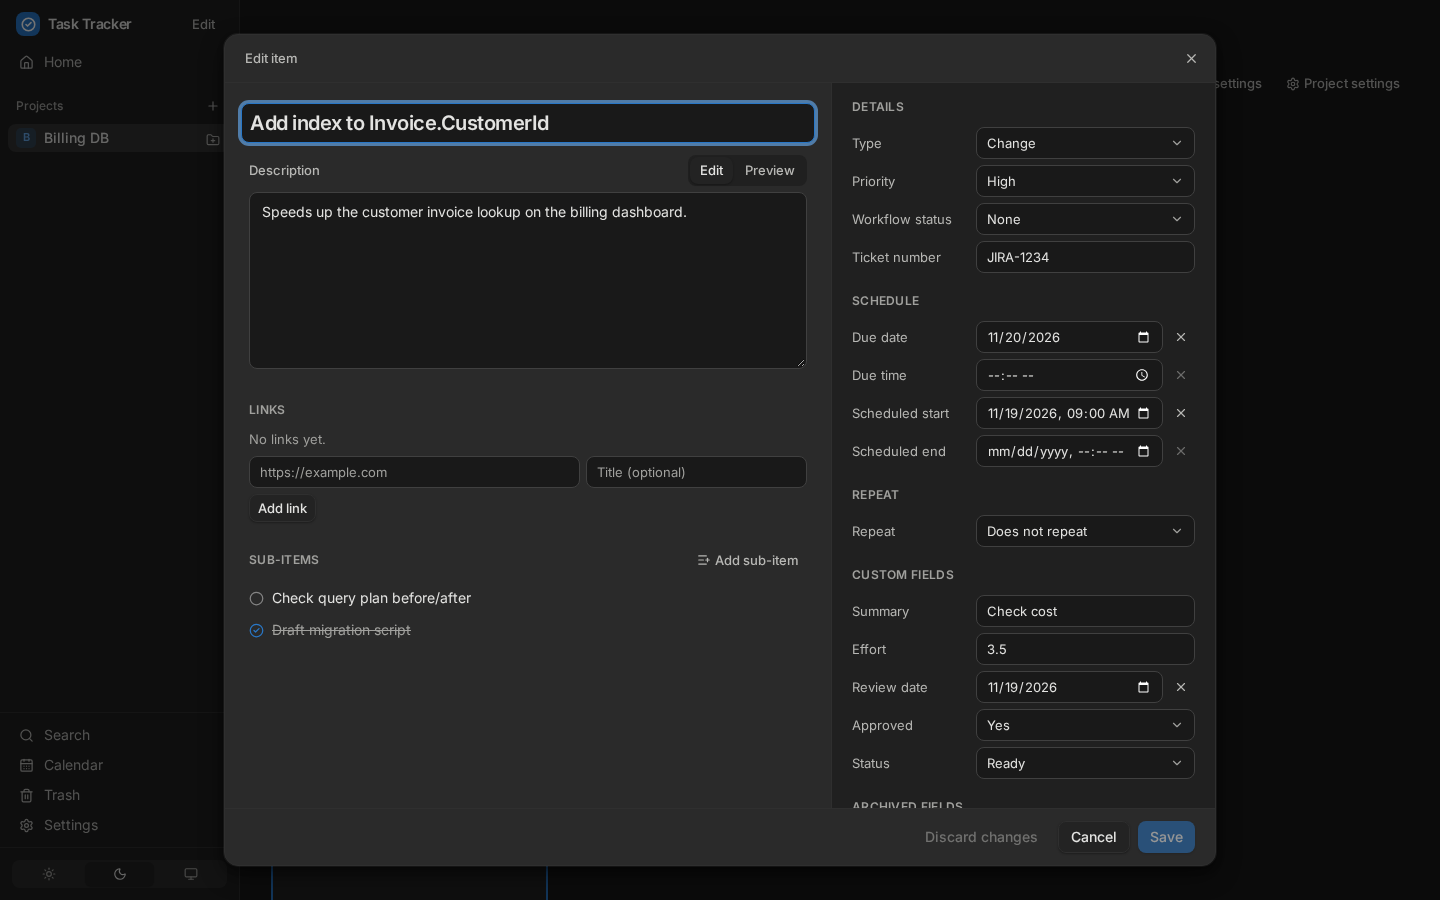 Task Tracker
Edit
Home
Projects
B Billing DB
Search
Calendar
Trash
Settings
settings
Project settings
Edit item
Add index to Invoice.CustomerId
Description
Edit
Preview
Speeds up the customer invoice lookup on the billing dashboard.
LINKS
No links yet.
https://example.com
Title (optional)
Add link
SUB-ITEMS
Add sub-item
Check query plan before/after
Draft migration script
DETAILS
Type
Change
Priority
High
Workflow status
None
Ticket number
JIRA-1234
SCHEDULE
Due date
11/20/2026
Due time
--:-- --
Scheduled start
11/19/2026, 09:00 AM
Scheduled end
mm/dd/yyyy, --:-- --
REPEAT
Repeat
Does not repeat
CUSTOM FIELDS
Summary
Check cost
Effort
3.5
Review date
11/19/2026
Approved
Yes
Status
Ready
ARCHIVED FIELDS
Discard changes
Cancel
Save